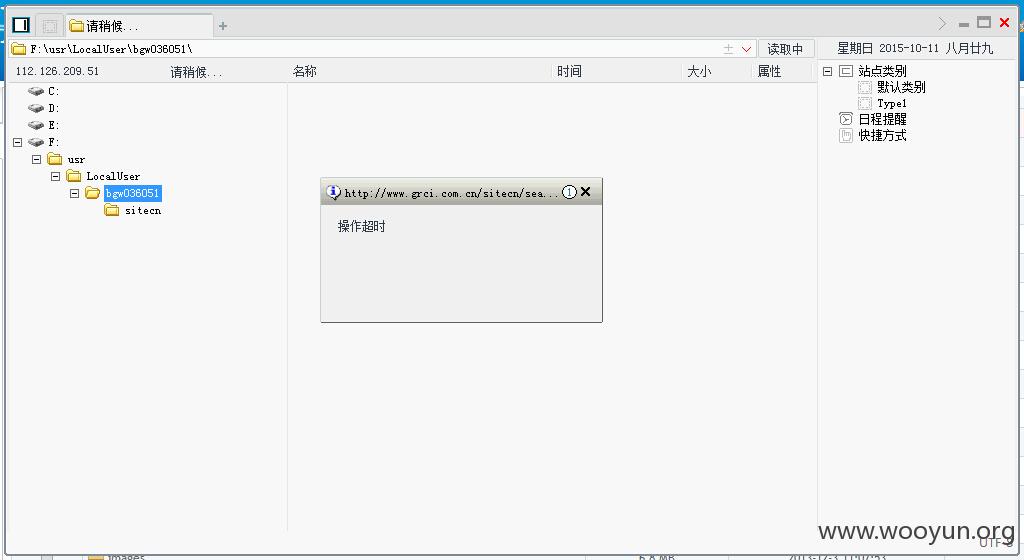 请稍候...
F:\usr\LocalUser\bgw036051\
读取中
星期日 2015-10-11 八月廿九
112.126.209.51
请稍候...
名称
时间
大小
属性
C:
D:
E:
F:
usr
LocalUser
bgw036051
sitecn
站点类别
默认类别
Type1
日程提醒
快捷方式
http://www.grci.com.cn/sitecn/sea...
1
操作超时
www.wooyun.org